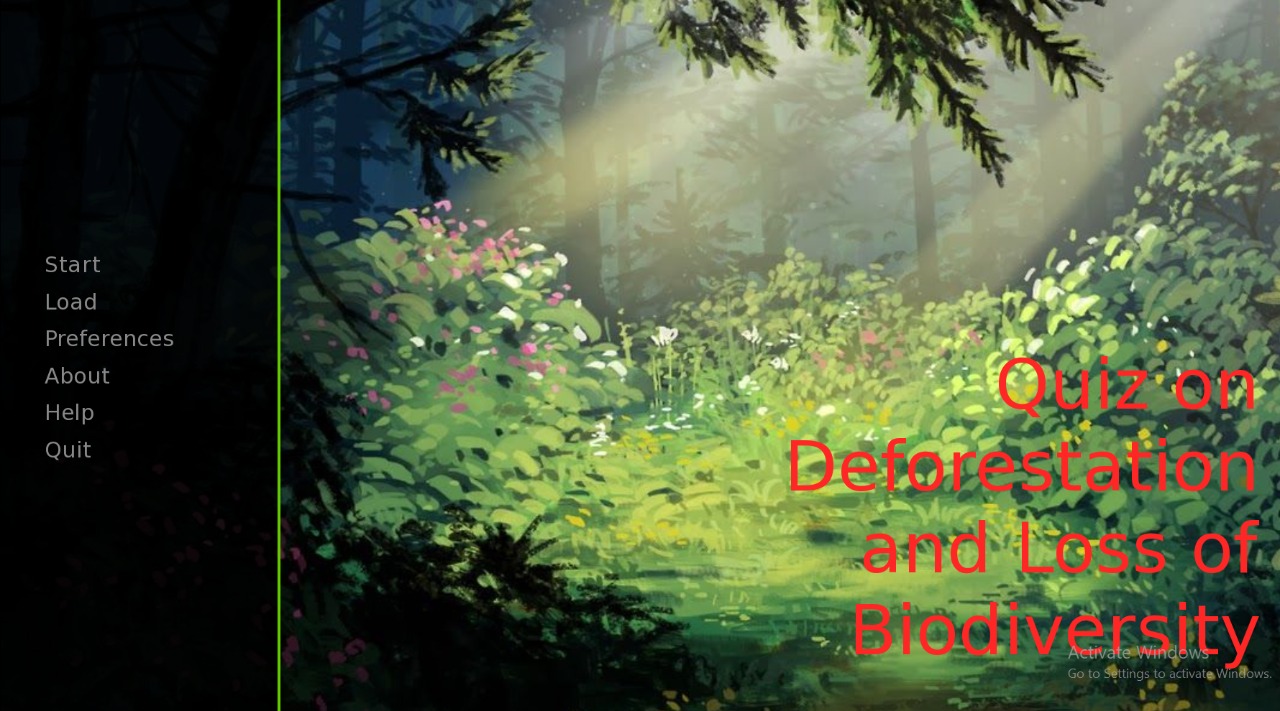 Start
Load
Preferences
About
Help
Quit
Quiz on
Deforestation
and Loss of
Biodiversity
Activate Windows
Go to Settings to activate Windows.